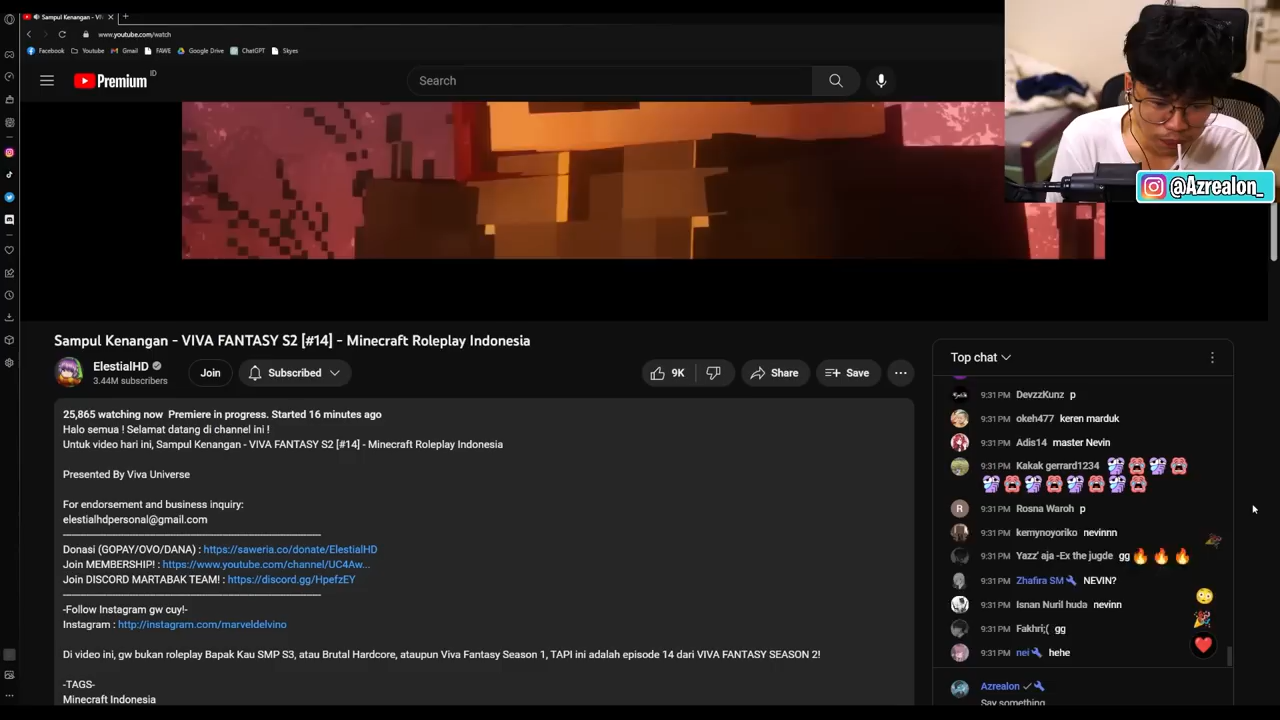 Sampul Kenangan - VI
www.youtube.com/watch
Facebook Youtube Gmail FAWE Google Drive ChatGPT Skyes
Premium ID
Search
@Azrealon_
Sampul Kenangan - VIVA FANTASY S2 [#14] - Minecraft Roleplay Indonesia
ElestialHD
3.44M subscribers
Join
Subscribed
9K
Share
Save
25,865 watching now Premiere in progress. Started 16 minutes ago
Halo semua ! Selamat datang di channel ini !
Untuk video hari ini, Sampul Kenangan - VIVA FANTASY S2 [#14] - Minecraft Roleplay Indonesia
Presented By Viva Universe
For endorsement and business inquiry:
elestialhdpersonal@gmail.com
Donasi (GOPAY/OVO/DANA) : https://saweria.co/donate/ElestialHD
Join MEMBERSHIP! : https://www.youtube.com/channel/UC4Aw...
Join DISCORD MARTABAK TEAM! : https://discord.gg/HpefzEY
-Follow Instagram gw cuy!-
Instagram : http://instagram.com/marveldelvino
Di video ini, gw bukan roleplay Bapak Kau SMP S3, atau Brutal Hardcore, ataupun Viva Fantasy Season 1, TAPI ini adalah episode 14 dari VIVA FANTASY SEASON 2!
-TAGS-
Minecraft Indonesia
Top chat
9:31 PM DevzzKunz p
9:31 PM okeh477 keren marduk
9:31 PM Adis14 master Nevin
9:31 PM Kakak gerrard1234
R 9:31 PM Rosna Waroh p
9:31 PM kemynoyoriko nevinnn
9:31 PM Yazz' aja -Ex the jugde gg 🔥🔥🔥
9:31 PM Zhafira SM NEVIN?
9:31 PM Isnan Nuril huda nevinn
9:31 PM Fakhri;( gg
9:31 PM nei hehe
Azrealon
Say something